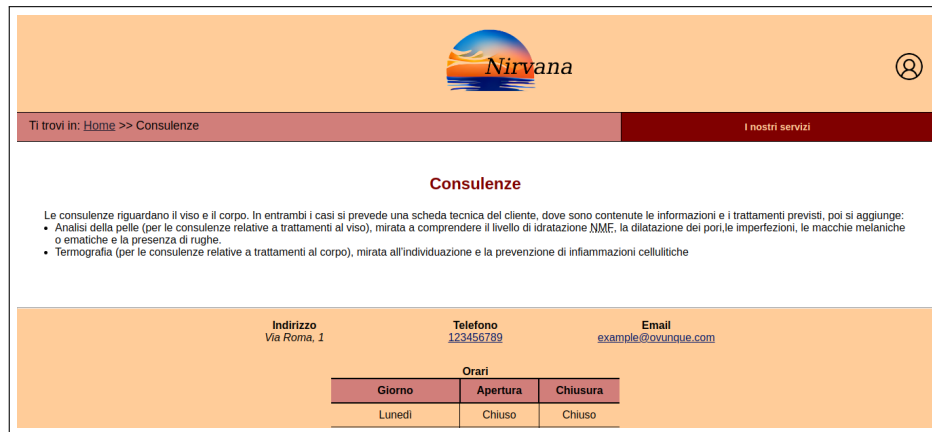 Nirvana
Ti trovi in: Home >> Consulenze
I nostri servizi
Consulenze
Le consulenze riguardano il viso e il corpo. In entrambi i casi si prevede una scheda tecnica del cliente, dove sono contenute le informazioni e i trattamenti previsti, poi si aggiunge:
• Analisi della pelle (per le consulenze relative a trattamenti al viso), mirata a comprendere il livello di idratazione NMF, la dilatazione dei pori,le imperfezioni, le macchie melaniche
o ematiche e la presenza di rughe.
• Termografia (per le consulenze relative a trattamenti al corpo), mirata all'individuazione e la prevenzione di infiammazioni cellulitiche
Indirizzo Telefono Email
Via Roma, 1 123456789 example@ovunque.com
Orari
Giorno Apertura Chiusura
Lunedì Chiuso Chiuso